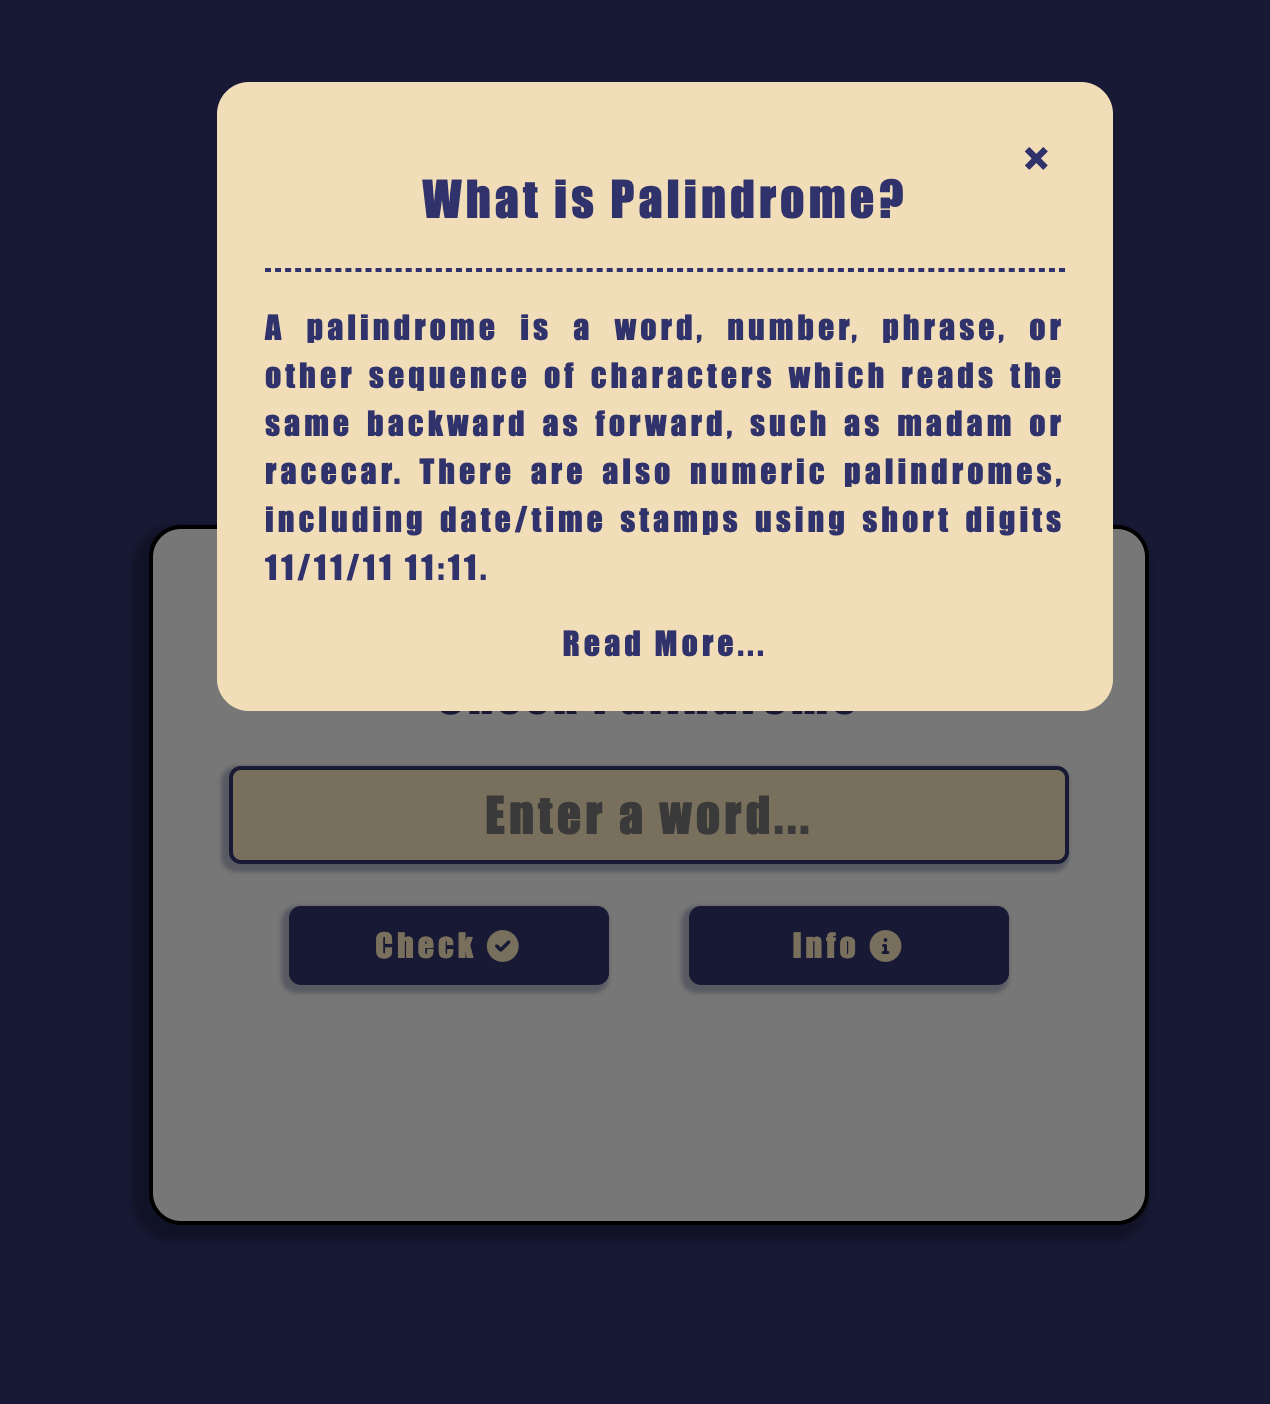 What is Palindrome?
A palindrome is a word, number, phrase, or
other sequence of characters which reads the
same backward as forward, such as madam or
racecar. There are also numeric palindromes,
including date/time stamps using short digits
11/11/11 11:11.
Read More...
Enter a word...
Check
Info